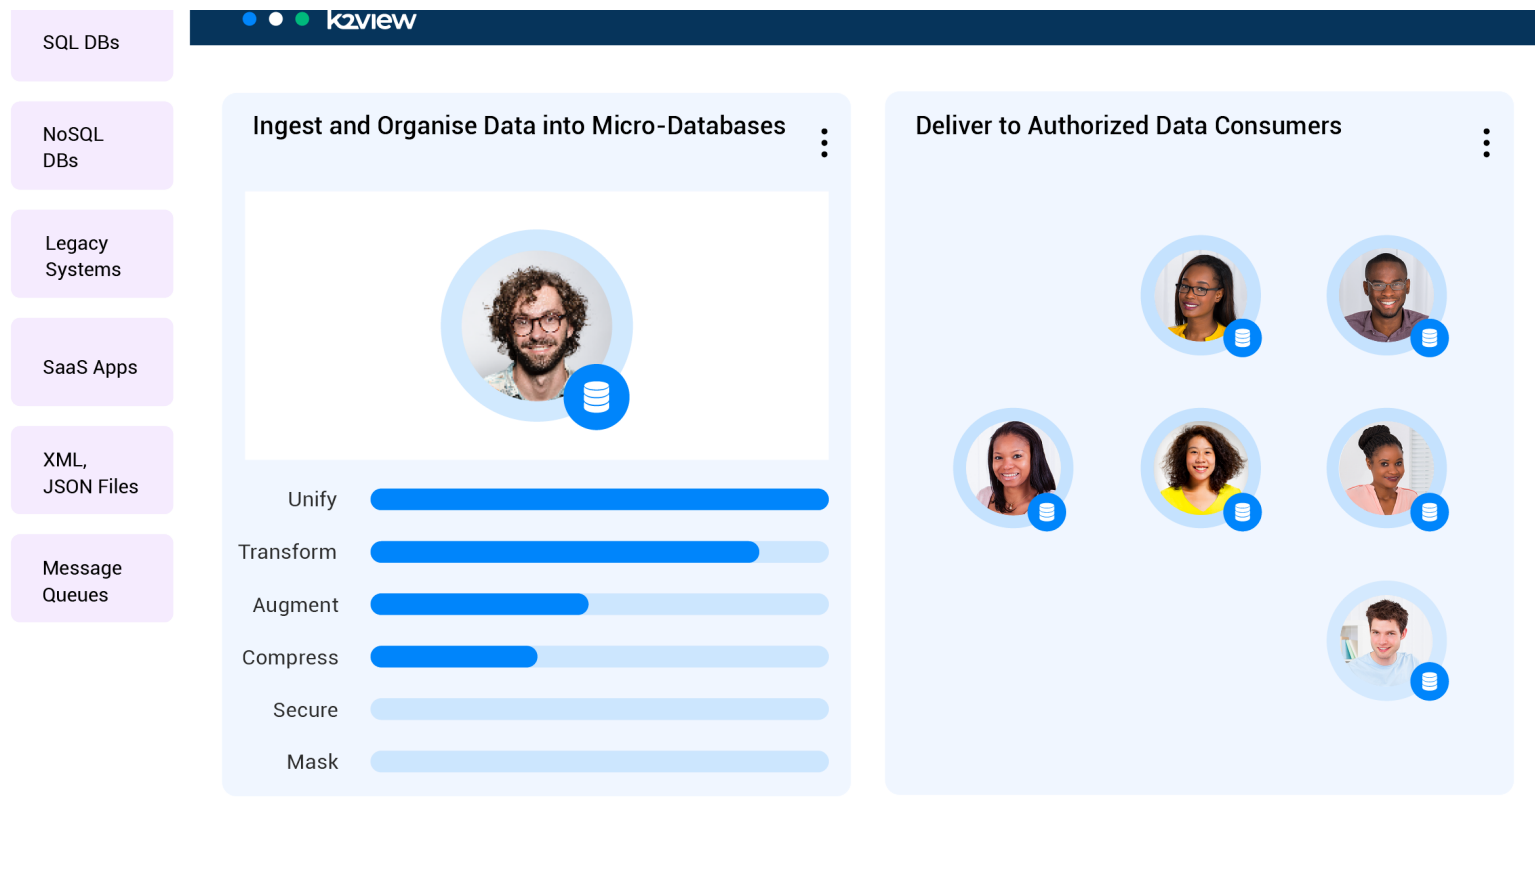 SQL DBs
NoSQL
DBs
Legacy
Systems
SaaS Apps
XML,
JSON Files
Message
Queues
k2view
Ingest and Organise Data into Micro-Databases
Unify
Transform
Augment
Compress
Secure
Mask
Deliver to Authorized Data Consumers